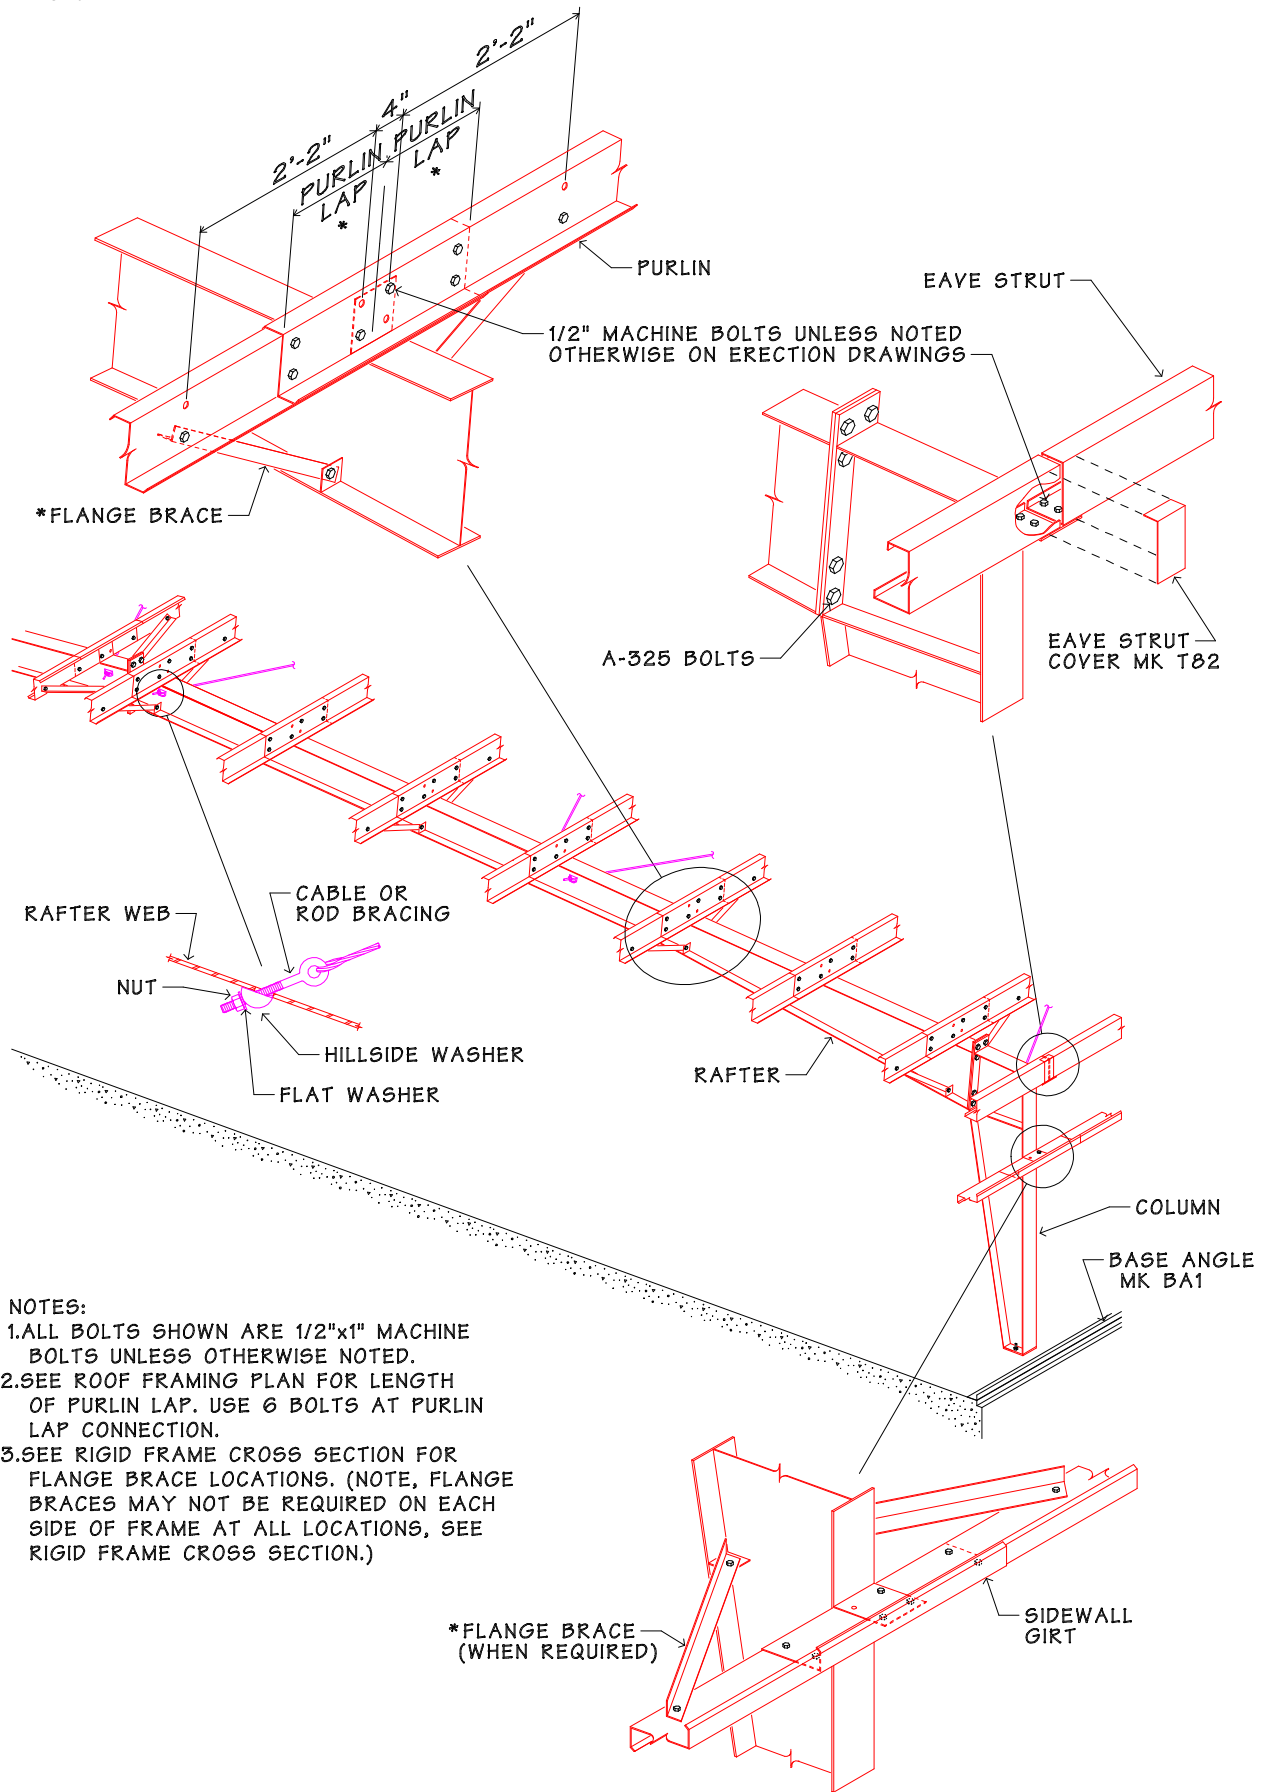 2'-2"
4"
2'-2"
PURLIN
LAP
*
PURLIN
LAP
*
PURLIN
EAVE STRUT
1/2" MACHINE BOLTS UNLESS NOTED
OTHERWISE ON ERECTION DRAWINGS
*FLANGE BRACE
A-325 BOLTS
EAVE STRUT
COVER MK T82
RAFTER WEB
CABLE OR
ROD BRACING
NUT
HILLSIDE WASHER
FLAT WASHER
RAFTER
COLUMN
BASE ANGLE
MK BA1
NOTES:
1.ALL BOLTS SHOWN ARE 1/2"x1" MACHINE
BOLTS UNLESS OTHERWISE NOTED.
2.SEE ROOF FRAMING PLAN FOR LENGTH
OF PURLIN LAP. USE 6 BOLTS AT PURLIN
LAP CONNECTION.
3.SEE RIGID FRAME CROSS SECTION FOR
FLANGE BRACE LOCATIONS. (NOTE, FLANGE
BRACES MAY NOT BE REQUIRED ON EACH
SIDE OF FRAME AT ALL LOCATIONS, SEE
RIGID FRAME CROSS SECTION.)
*FLANGE BRACE
(WHEN REQUIRED)
SIDEWALL
GIRT